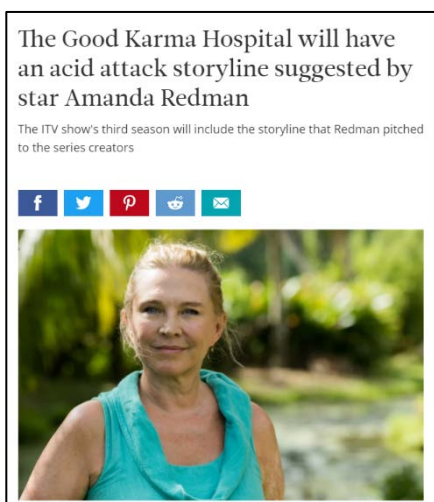 The Good Karma Hospital will have
an acid attack storyline suggested by
star Amanda Redman
The ITV show's third season will include the storyline that Redman pitched
to the series creators